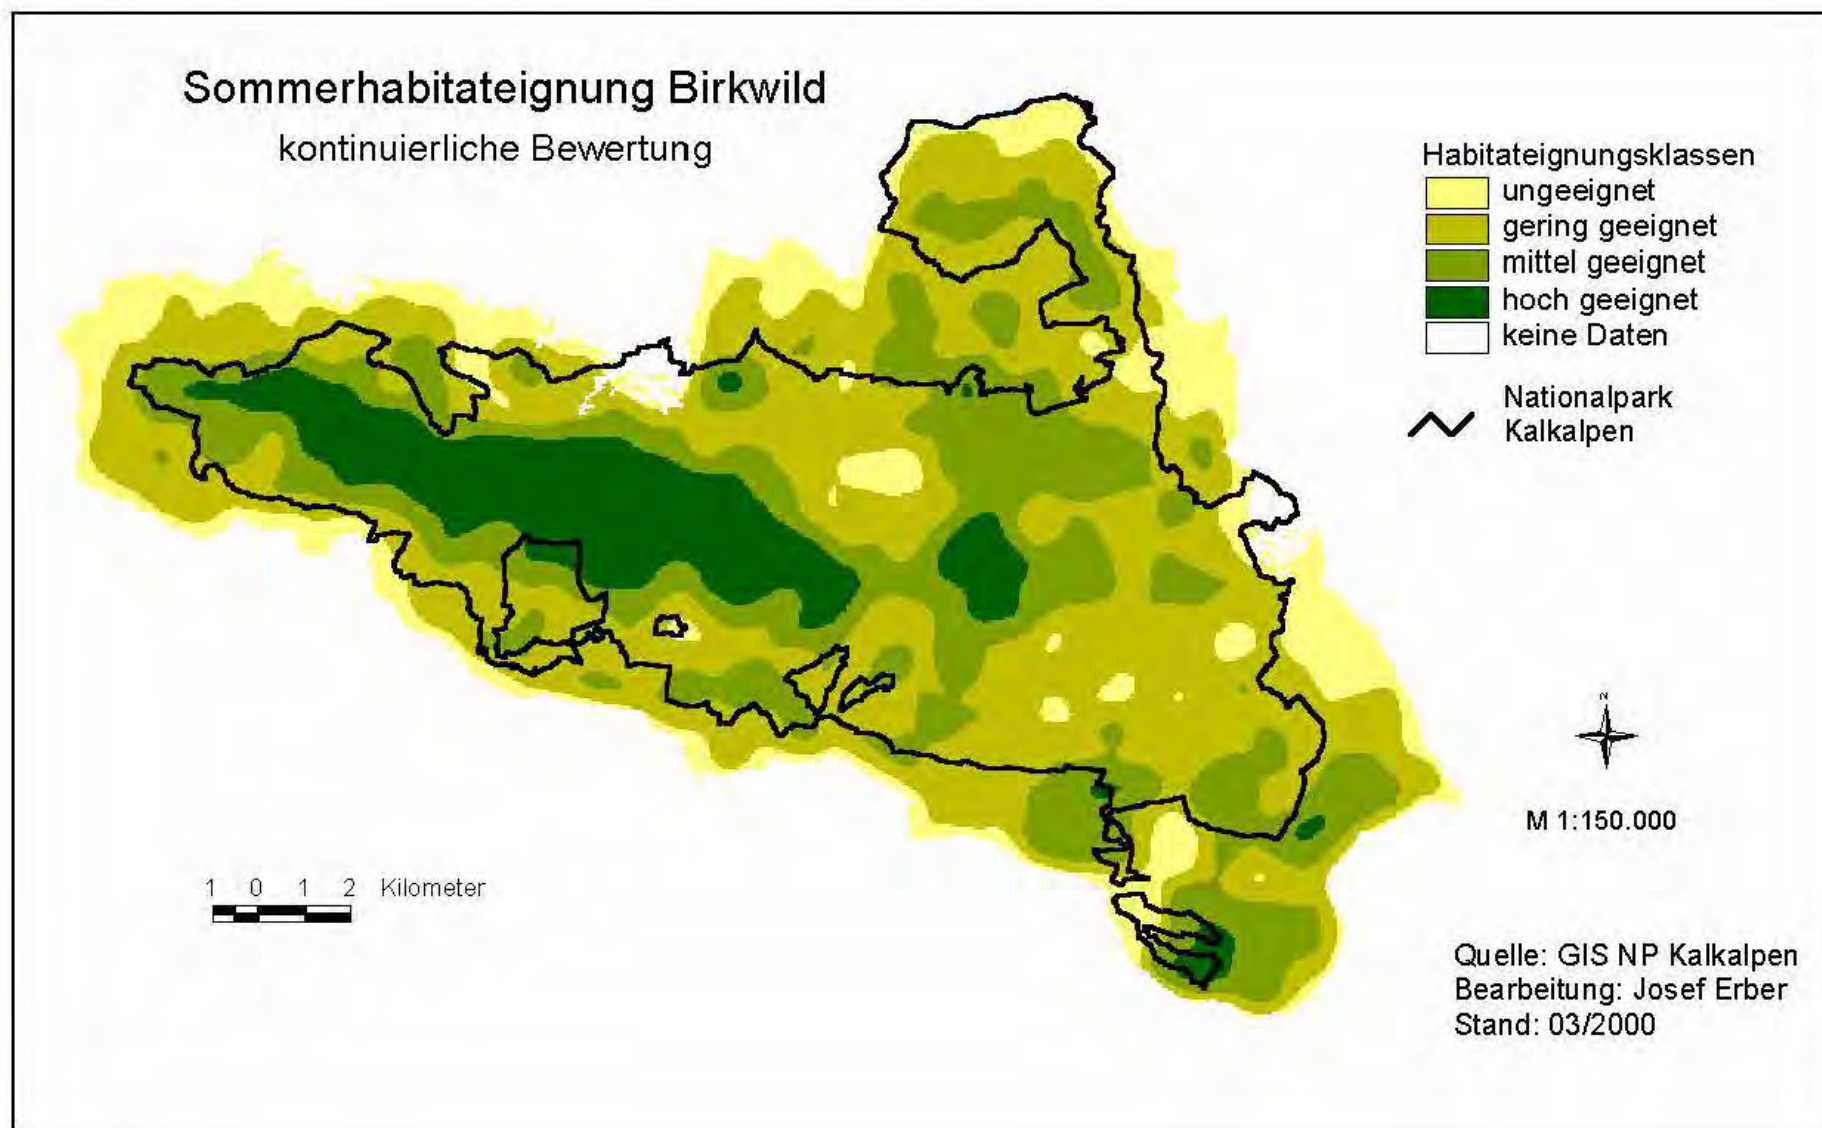 Sommerhabitateignung Birkwild
kontinuierliche Bewertung
Habitateignungsklassen
ungeeignet
gering geeignet
mittel geeignet
hoch geeignet
keine Daten
Nationalpark
Kalkalpen
N
M 1:150.000
1 0 1 2 Kilometer
Quelle: GIS NP Kalkalpen
Bearbeitung: Josef Erber
Stand: 03/2000